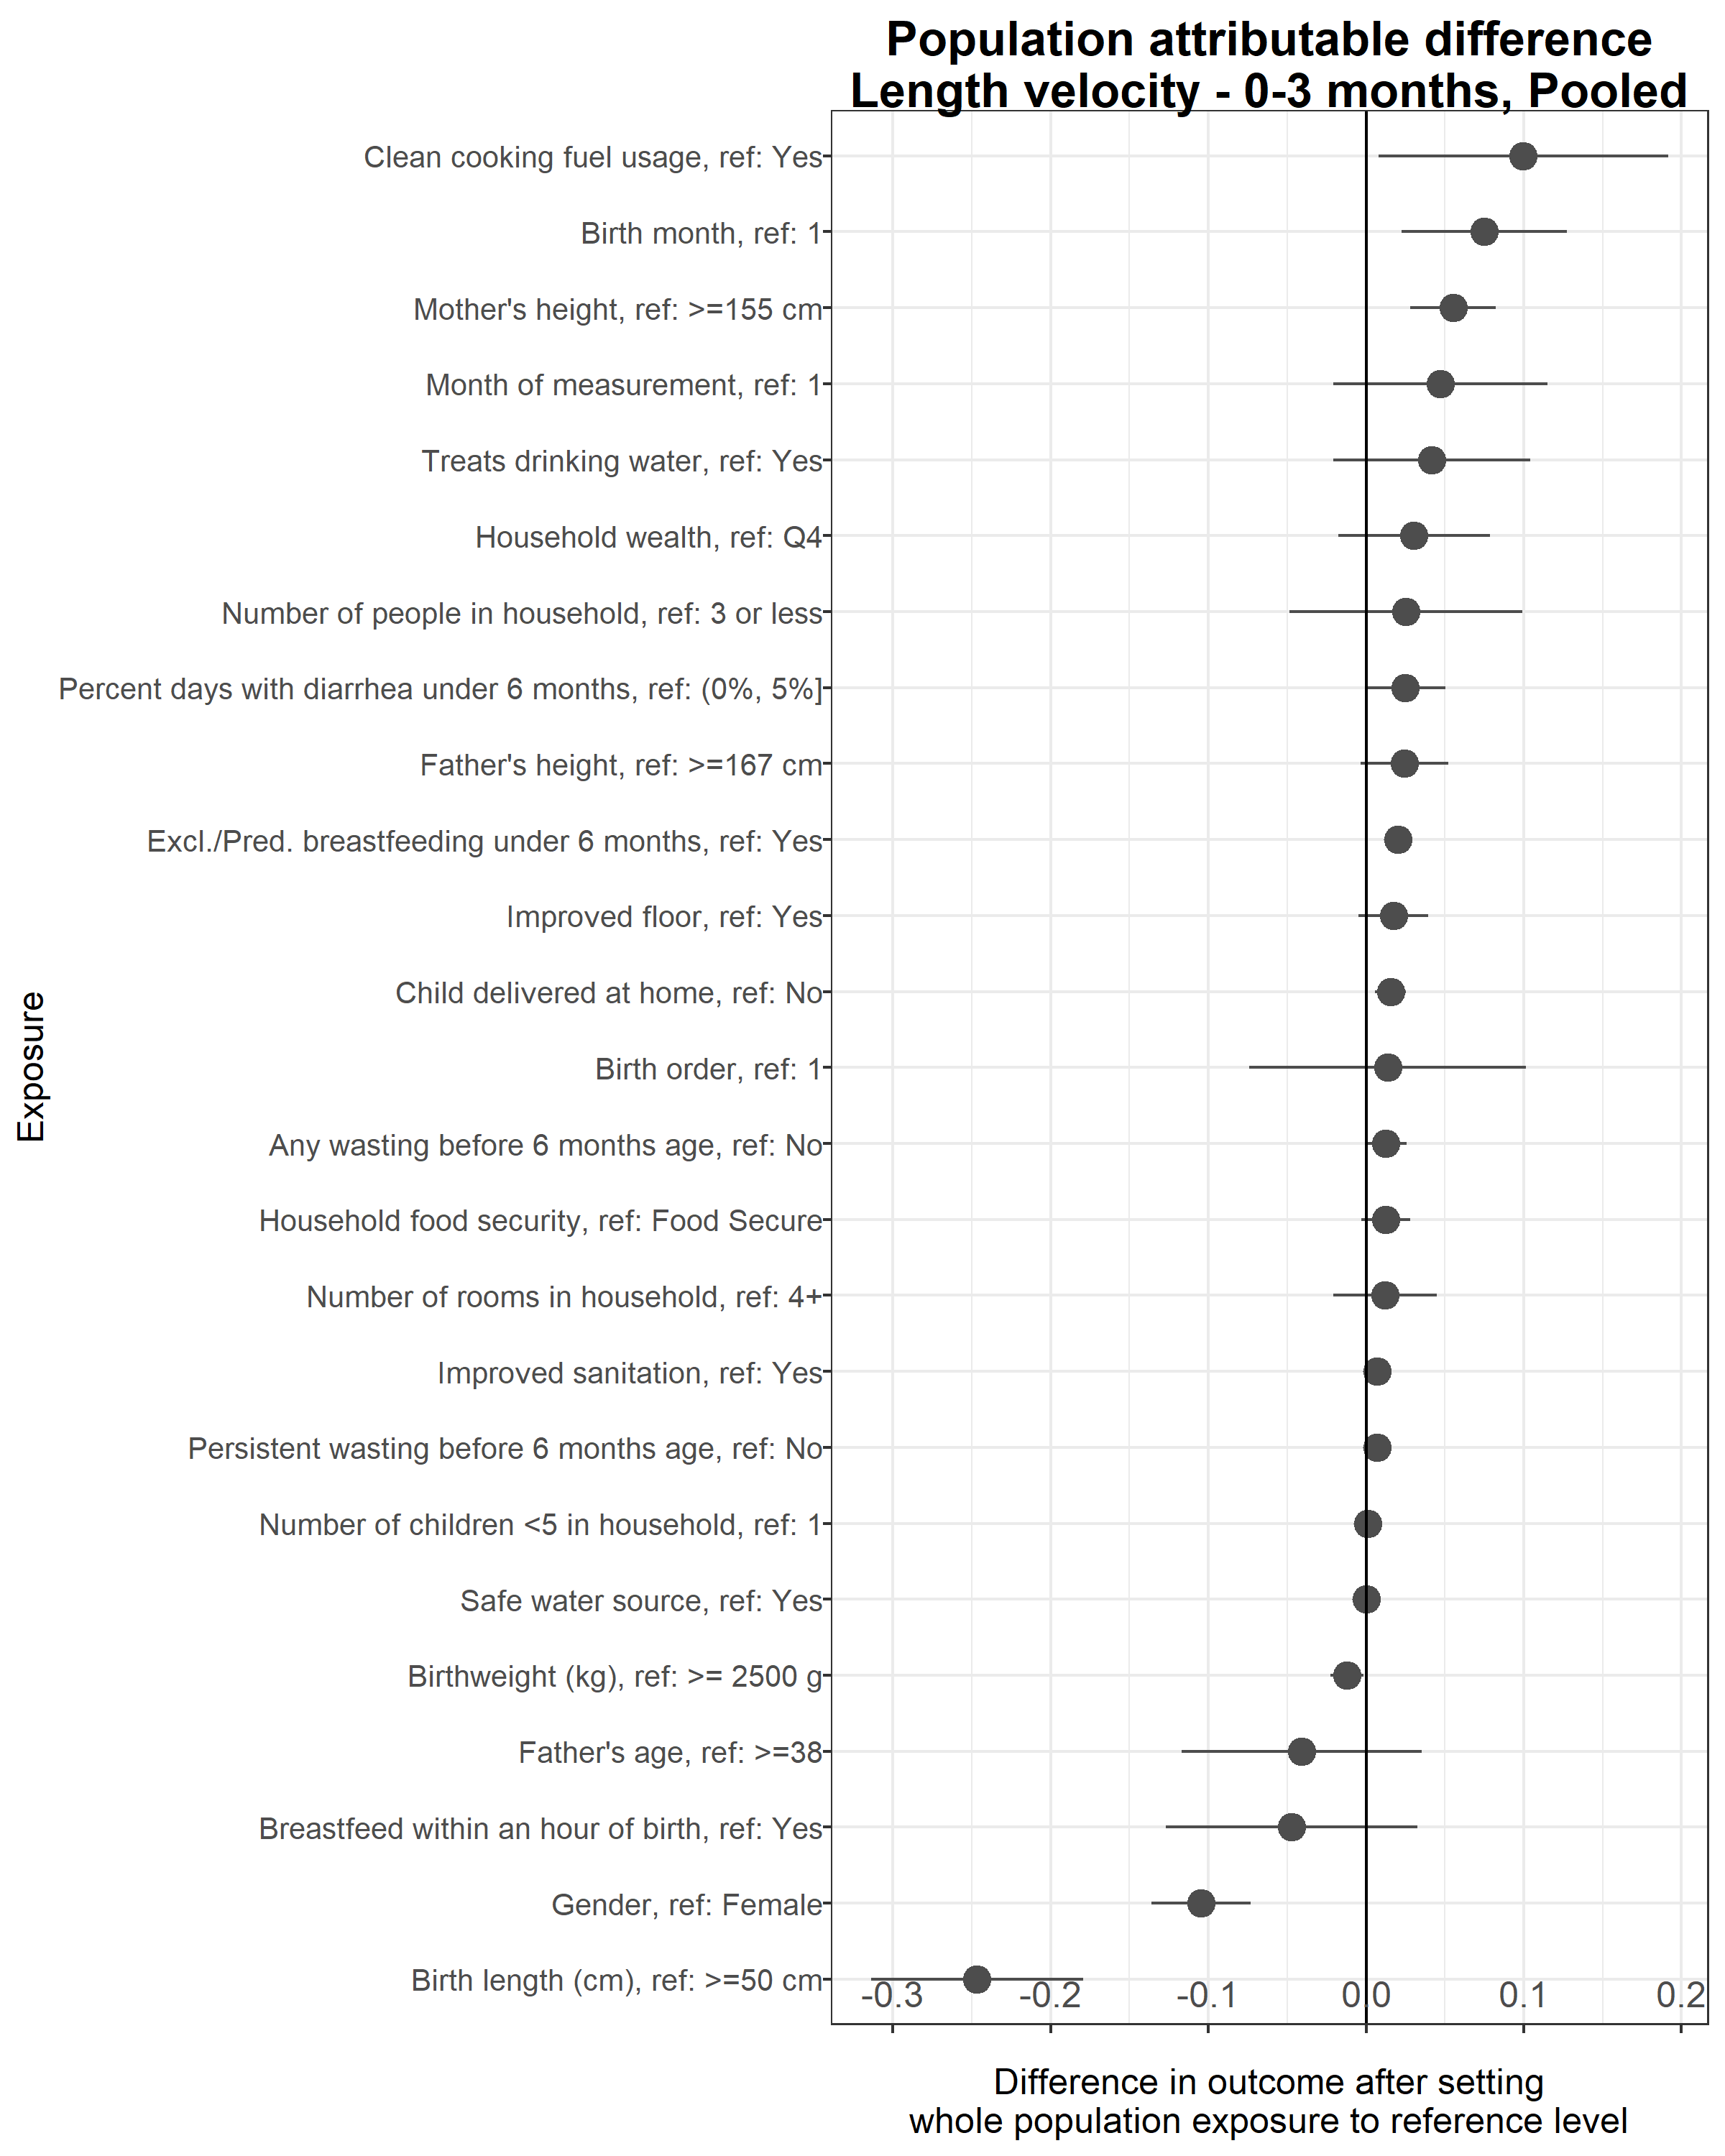 Population attributable difference
Length velocity - 0-3 months, Pooled
Clean cooking fuel usage, ref: Yes
Birth month, ref: 1
Mother's height, ref: >=155 cm
Month of measurement, ref: 1
Treats drinking water, ref: Yes
Household wealth, ref: Q4
Number of people in household, ref: 3 or less
Percent days with diarrhea under 6 months, ref: (0%, 5%]
Father's height, ref: >=167 cm
Excl./Pred. breastfeeding under 6 months, ref: Yes
Improved floor, ref: Yes
Child delivered at home, ref: No
Birth order, ref: 1
Any wasting before 6 months age, ref: No
Household food security, ref: Food Secure
Number of rooms in household, ref: 4+
Improved sanitation, ref: Yes
Persistent wasting before 6 months age, ref: No
Number of children <5 in household, ref: 1
Safe water source, ref: Yes
Birthweight (kg), ref: >= 2500 g
Father's age, ref: >=38
Breastfeed within an hour of birth, ref: Yes
Gender, ref: Female
Birth length (cm), ref: >=50 cm
Exposure
-0.3 -0.2 -0.1 0.0 0.1 0.2
Difference in outcome after setting
whole population exposure to reference level